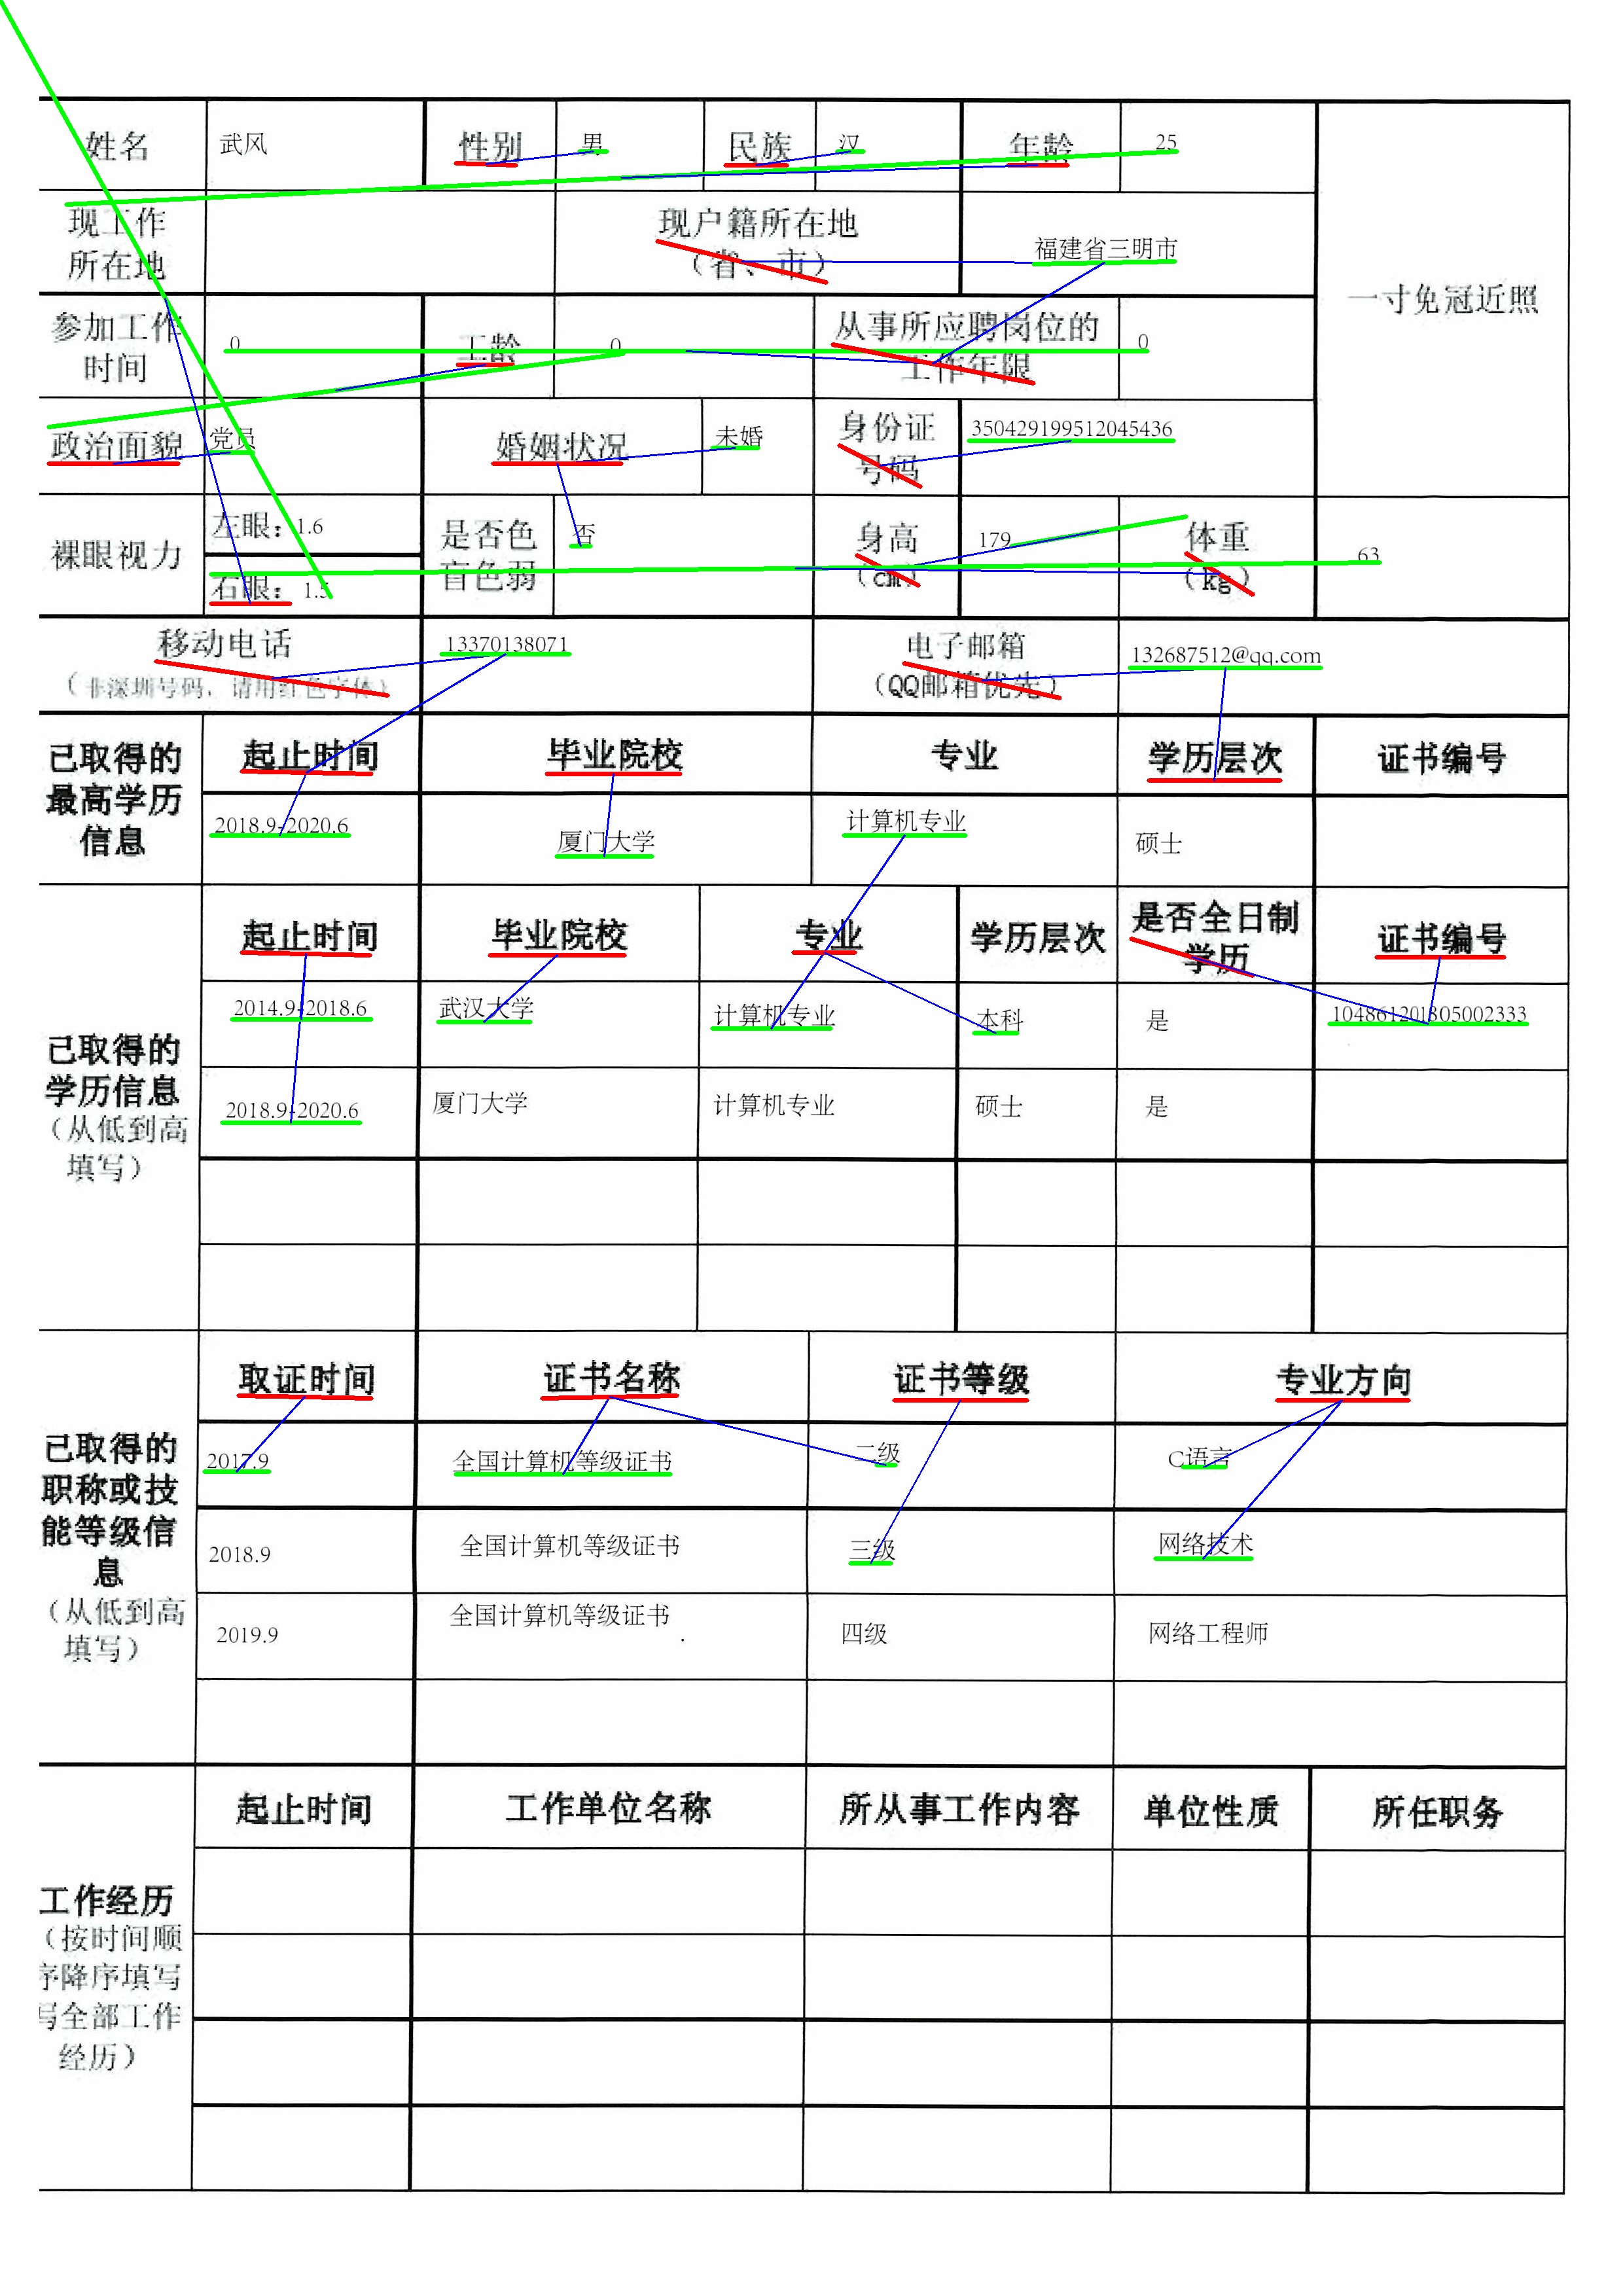 姓名 武风 性别 男 民族 汉 年龄 25
一寸免冠近照
现工作
所在地
现户籍所在地
（省、市）
福建省三明市
参加工作
时间
0
工龄
0
从事所应聘岗位的
工作年限
0
政治面貌 党员 婚姻状况 未婚
身份证
号码
350429199512045436
裸眼视力
左眼：1.6
右眼：1.5
是否色
盲色弱
否
身高
（cm）
179
体重
（kg）
63
移动电话
（非深圳号码，请用红色字体）
13370138071
电子邮箱
（QQ邮箱优先）
132687512@qq.com
已取得的
最高学历
信息
起止时间 毕业院校 专业 学历层次 证书编号
2018.9-2020.6 厦门大学 计算机专业 硕士
已取得的
学历信息
（从低到高
填写）
起止时间 毕业院校 专业 学历层次
是否全日制
学历
证书编号
2014.9-2018.6 武汉大学 计算机专业 本科 是 104861201805002333
2018.9-2020.6 厦门大学 计算机专业 硕士 是
已取得的
职称或技
能等级信
息
（从低到高
填写）
取证时间 证书名称 证书等级 专业方向
2017.9 全国计算机等级证书 二级 C语言
2018.9 全国计算机等级证书 三级 网络技术
2019.9 全国计算机等级证书 四级 网络工程师
工作经历
（按时间顺
序降序填写
写全部工作
经历）
起止时间 工作单位名称 所从事工作内容 单位性质 所任职务